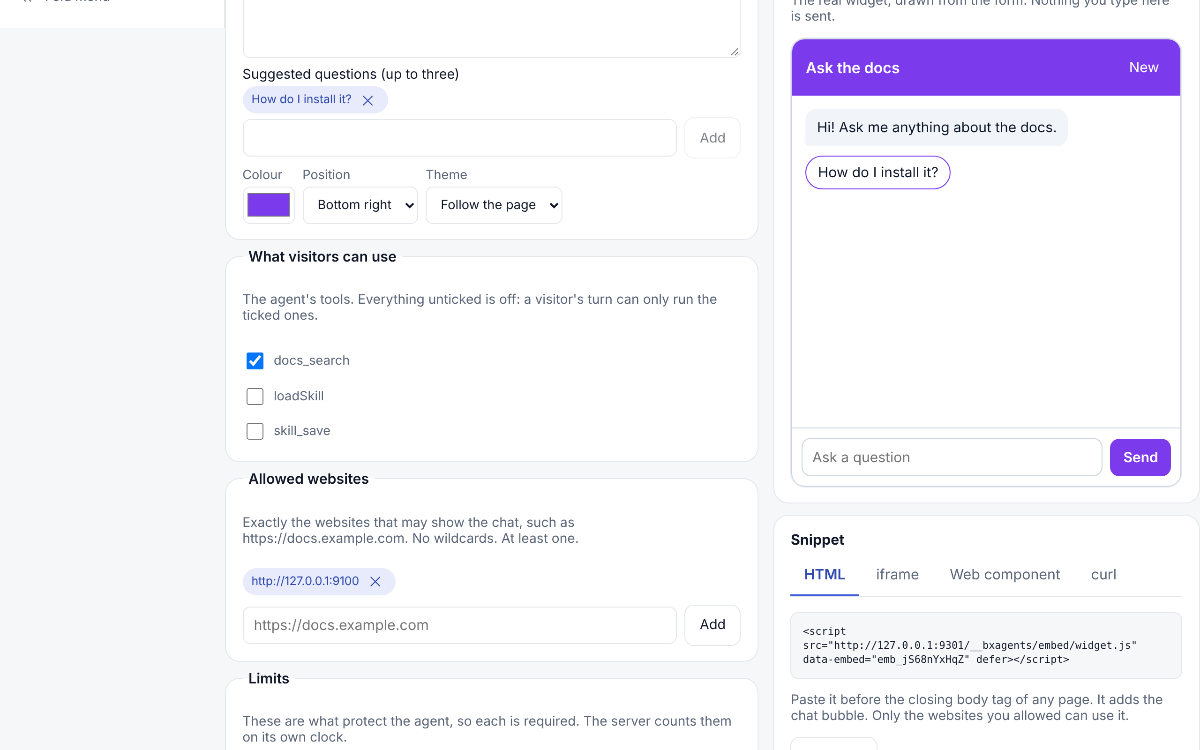 Suggested questions (up to three)
How do I install it?
Add
Colour
Position
Theme
Bottom right
Follow the page
What visitors can use
The agent's tools. Everything unticked is off: a visitor's turn can only run the
ticked ones.
docs_search
loadSkill
skill_save
Allowed websites
Exactly the websites that may show the chat, such as
https://docs.example.com. No wildcards. At least one.
http://127.0.0.1:9100
https://docs.example.com
Add
Limits
These are what protect the agent, so each is required. The server counts them
on its own clock.
The real widget, drawn from the form. Nothing you type here
is sent.
Ask the docs
New
Hi! Ask me anything about the docs.
How do I install it?
Ask a question
Send
Snippet
HTML
iframe
Web component
curl
<script
src="http://127.0.0.1:9301/__bxagents/embed/widget.js"
data-embed="emb_jS68nYxHqZ" defer></script>
Paste it before the closing body tag of any page. It adds the
chat bubble. Only the websites you allowed can use it.